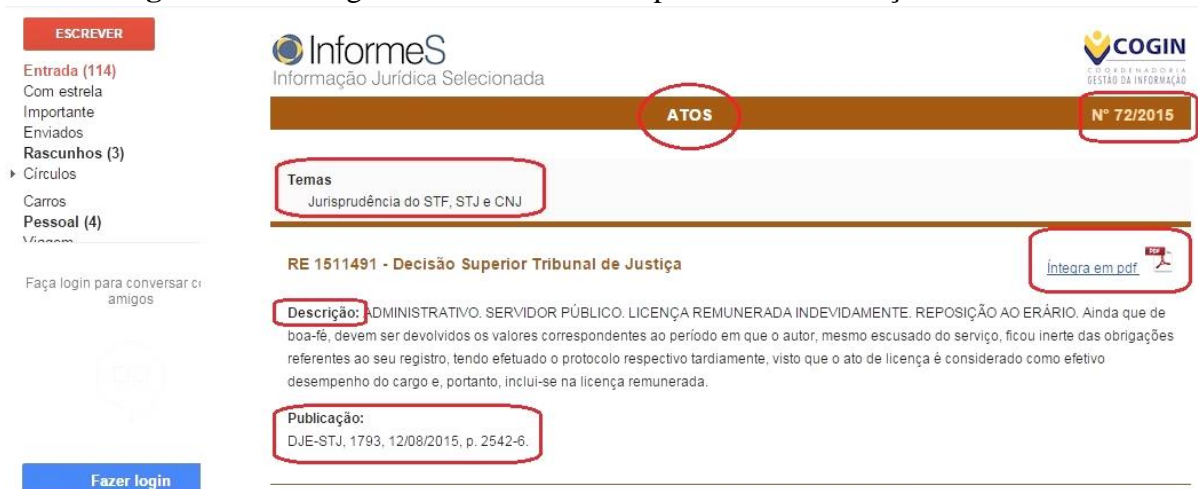 ESCREVER
Entrada (114)
Com estrela
Importante
Enviados
Rascunhos (3)
Círculos
Carros
Pessoal (4)
Faça login para conversar
amigos
Fazer login
InformeS
Informação Jurídica Selecionada
COGIN
COORDENADORIA
GESTÃO DA INFORMAÇÃO
ATOS
Nº 72/2015
Temas
Jurisprudência do STF, STJ e CNJ
RE 1511491 - Decisão Superior Tribunal de Justiça
Íntegra em pdf
PDF
Descrição: ADMINISTRATIVO. SERVIDOR PÚBLICO. LICENÇA REMUNERADA INDEVIDAMENTE. REPOSIÇÃO AO ERÁRIO. Ainda que de
boa-fé, devem ser devolvidos os valores correspondentes ao período em que o autor, mesmo escusado do serviço, ficou inerte das obrigações
referentes ao seu registro, tendo efetuado o protocolo respectivo tardiamente, visto que o ato de licença é considerado como efetivo
desempenho do cargo e, portanto, inclui-se na licença remunerada.
Publicação:
DJE-STJ, 1793, 12/08/2015, p. 2542-6.